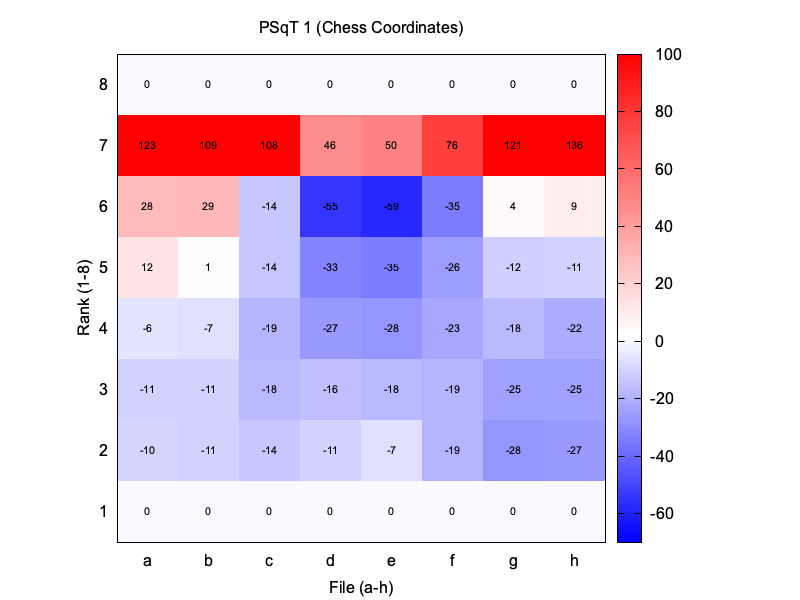 PSqT 1 (Chess Coordinates)
8 0 0 0 0 0 0 0 0
7 123 109 108 46 50 76 121 136
6 28 29 -14 -55 -59 -35 4 9
5 12 1 -14 -33 -35 -26 -12 -11
4 -6 -7 -19 -27 -28 -23 -18 -22
3 -11 -11 -18 -16 -18 -19 -25 -25
2 -10 -11 -14 -11 -7 -19 -28 -27
1 0 0 0 0 0 0 0 0
a b c d e f g h
File (a-h)
Rank (1-8)
100
80
60
40
20
0
-20
-40
-60